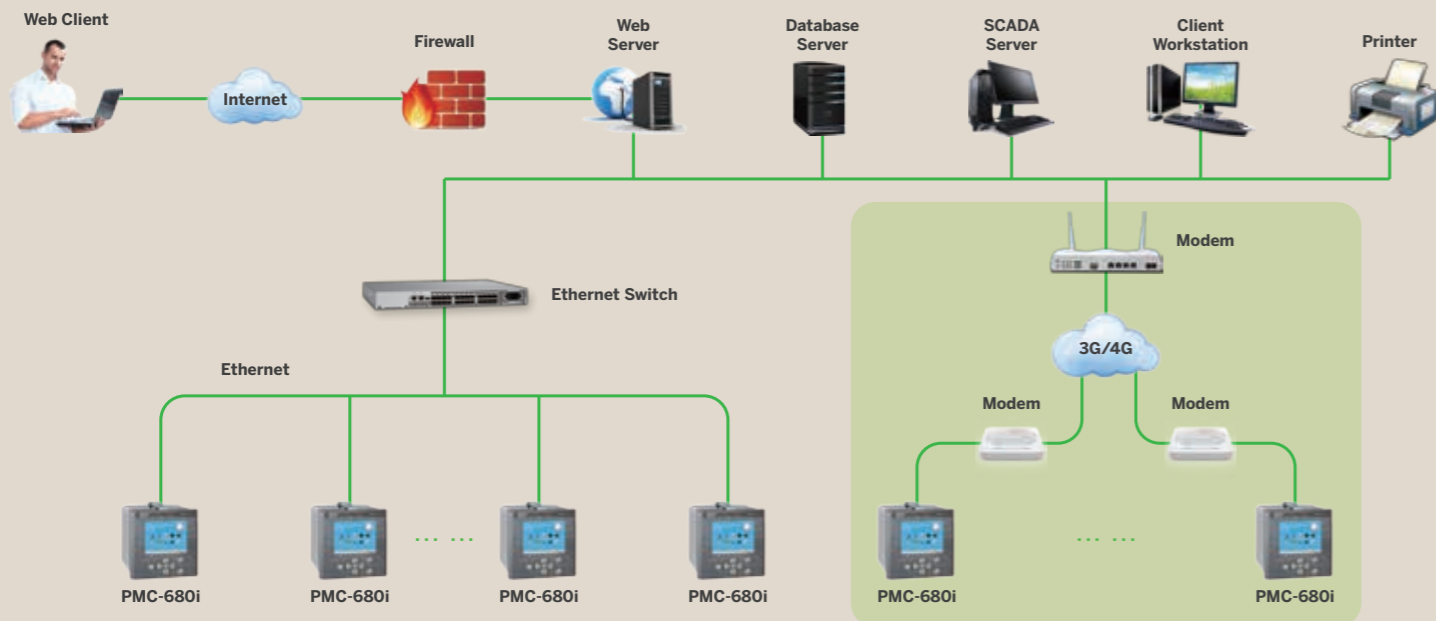 Web Client
Firewall
Internet
Web
Server
Database
Server
SCADA
Server
Client
Workstation
Printer
Modem
Ethernet Switch
3G/4G
Ethernet
Modem
Modem
... ...
... ...
PMC-680i
PMC-680i
PMC-680i
PMC-680i
PMC-680i
PMC-680i